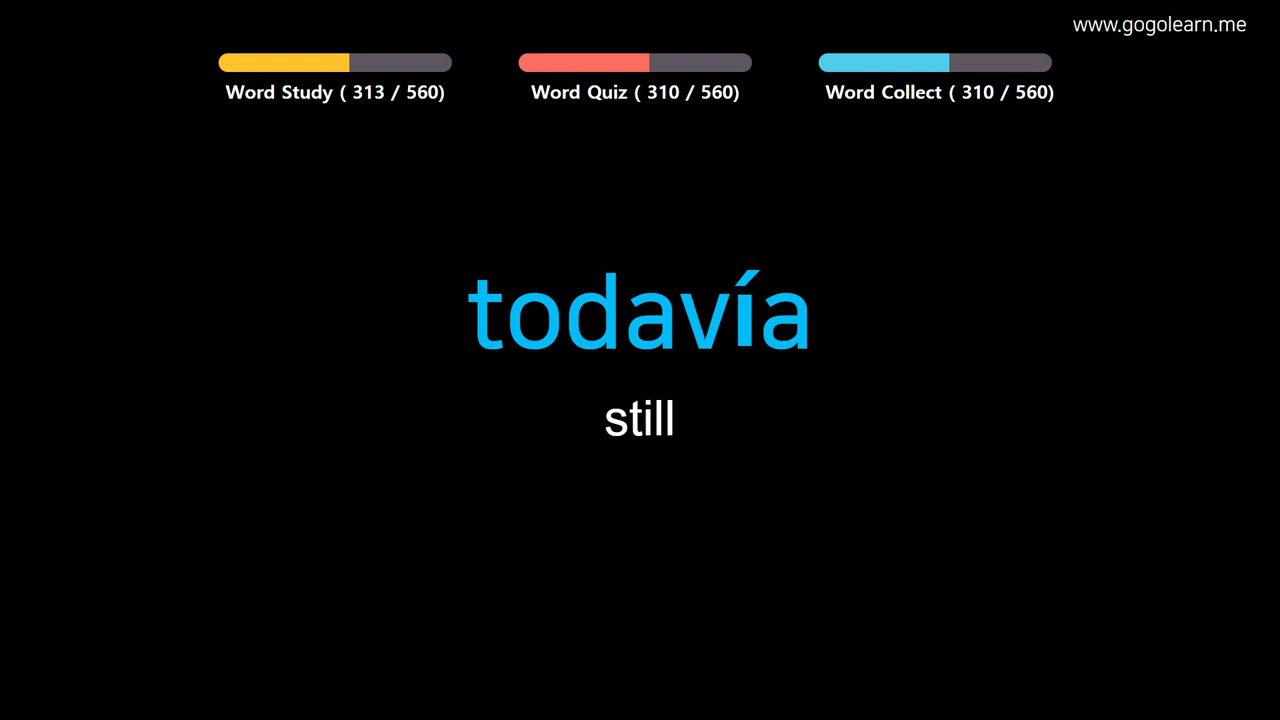 www.gogolearn.me
Word Study ( 313 / 560)
Word Quiz ( 310 / 560)
Word Collect ( 310 / 560)
todavía
still